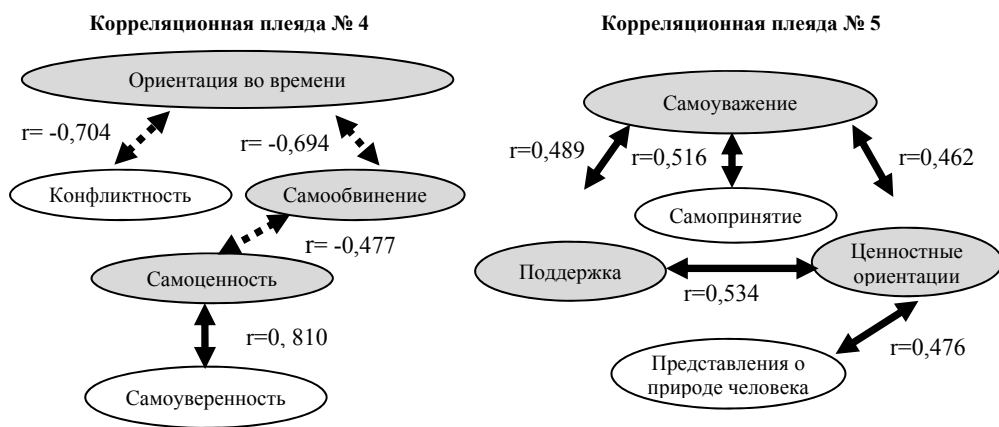 Корреляционная плеяда № 4
Ориентация во времени
r= -0,704
r= -0,694
Конфликтность
Самообвинение
r= -0,477
Самоценность
r=0, 810
Самоуверенность
Корреляционная плеяда № 5
Самоуважение
r=0,489
r=0,516
r=0,462
Самопринятие
Поддержка
Ценностные
ориентации
r=0,534
r=0,476
Представления о
природе человека